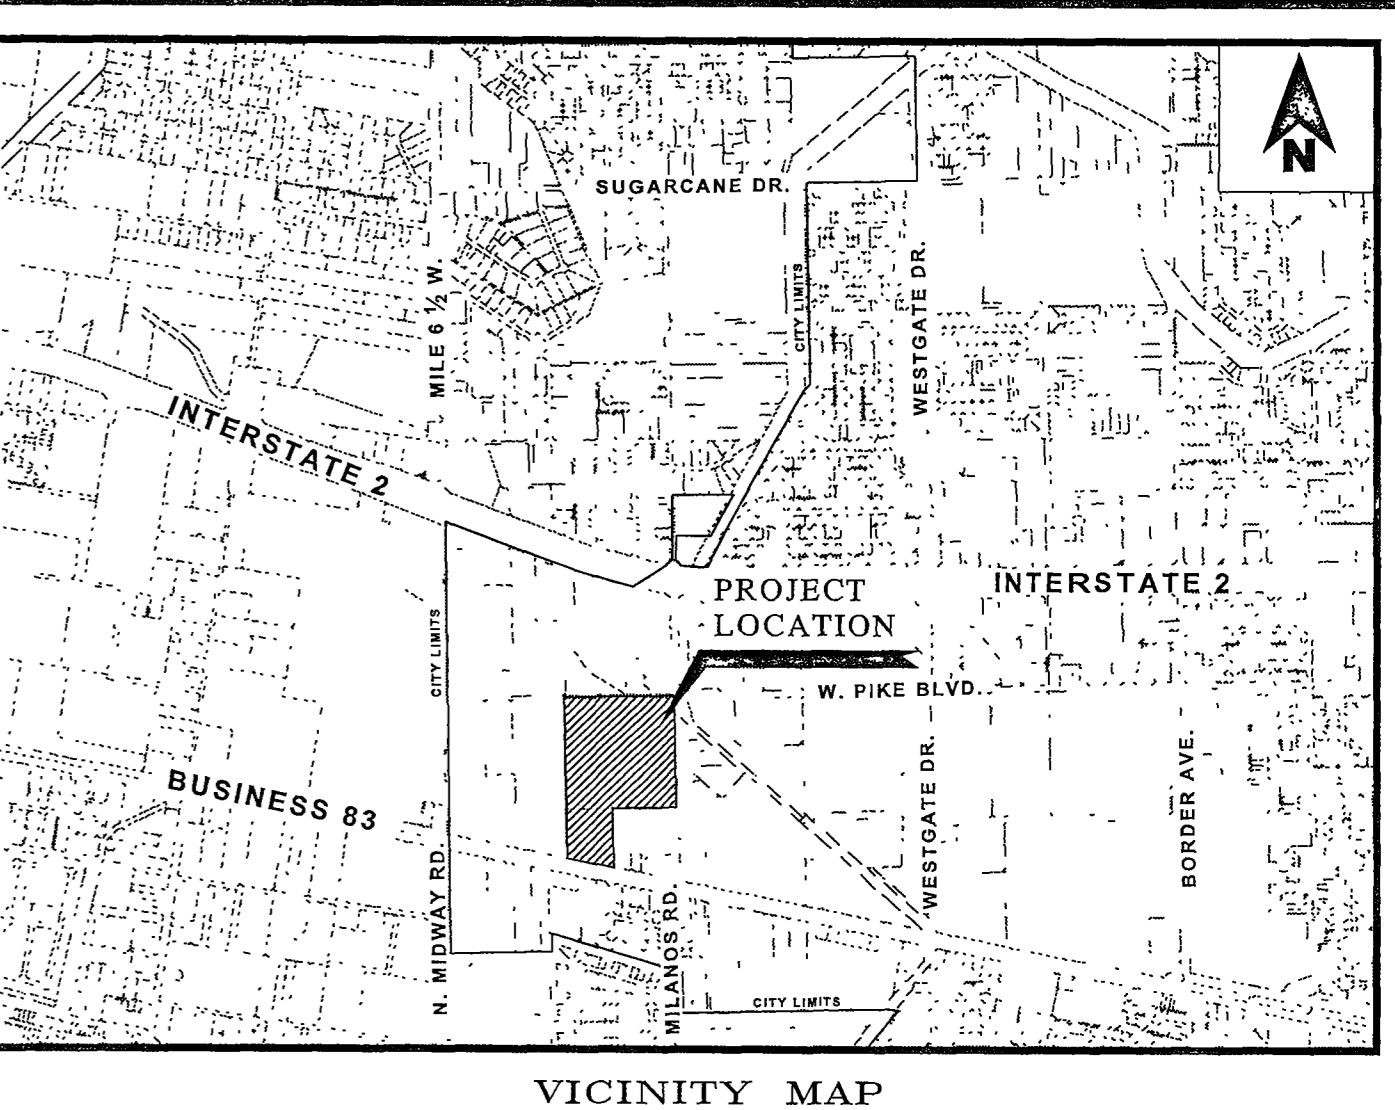 N
SUGARCANE DR.
CITY LIMITS
WESTGATE DR.
MILE 6 ½ W.
INTERSTATE 2
PROJECT
LOCATION
INTERSTATE 2
CITY LIMITS
W. PIKE BLVD.
BUSINESS 83
WESTGATE DR.
BORDER AVE.
N. MIDWAY RD.
MILANOS RD.
CITY LIMITS
VICINITY MAP